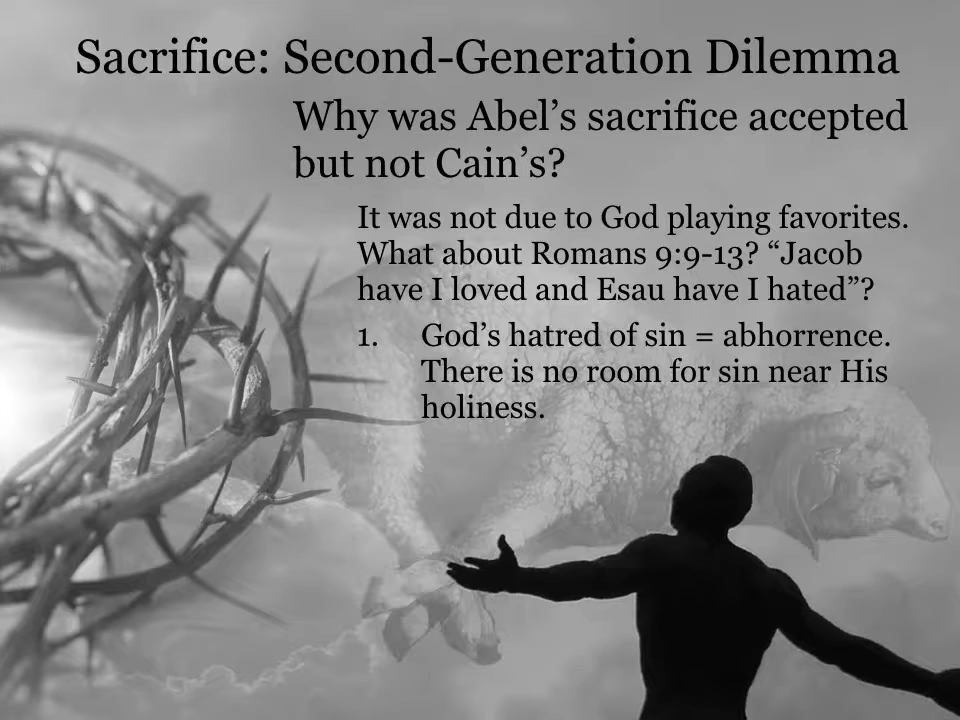 Sacrifice: Second-Generation Dilemma
Why was Abel’s sacrifice accepted
but not Cain’s?
It was not due to God playing favorites.
What about Romans 9:9-13? “Jacob
have I loved and Esau have I hated”?
1. God’s hatred of sin = abhorrence.
There is no room for sin near His
holiness.